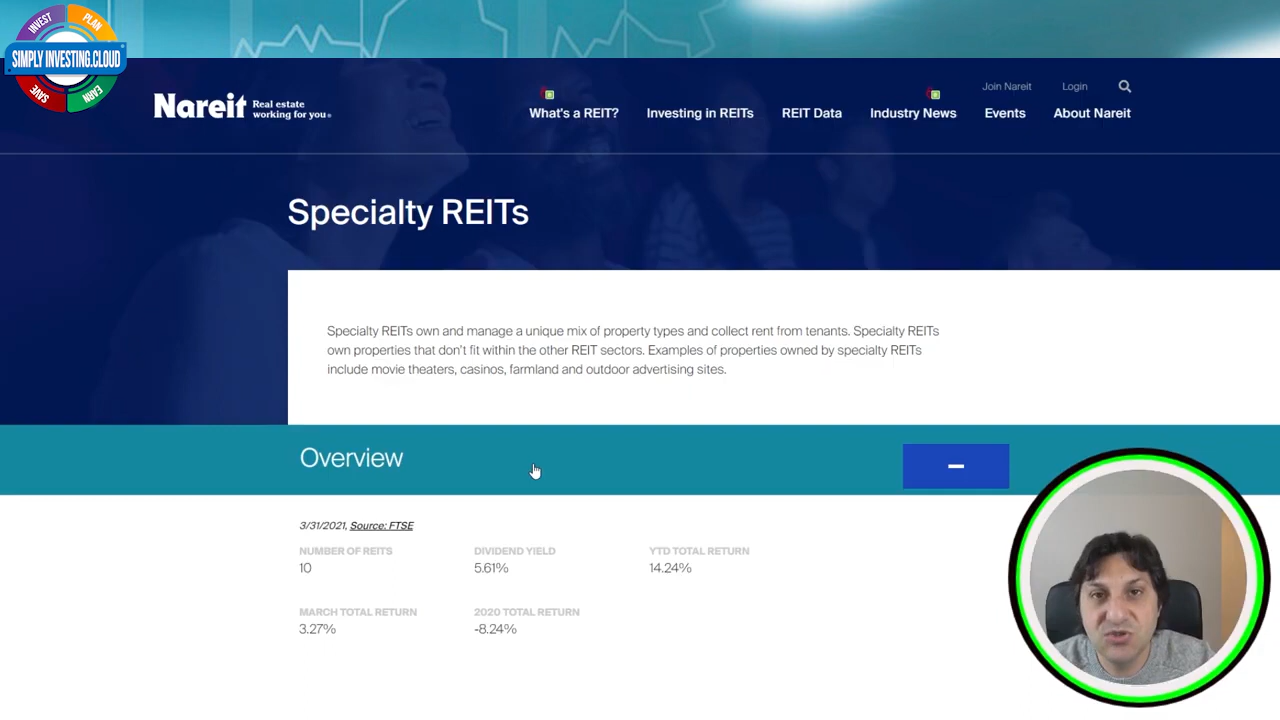 INVEST
PLAN
SIMPLY INVESTING.CLOUD
SAVE
EARN
Join Nareit
Login
Nareit
Real estate
working for you®
What's a REIT?
Investing in REITs
REIT Data
Industry News
Events
About Nareit
Specialty REITs
Specialty REITs own and manage a unique mix of property types and collect rent from tenants. Specialty REITs
own properties that don't fit within the other REIT sectors. Examples of properties owned by specialty REITs
include movie theaters, casinos, farmland and outdoor advertising sites.
Overview
3/31/2021, Source: FTSE
NUMBER OF REITS
10
DIVIDEND YIELD
5.61%
YTD TOTAL RETURN
14.24%
MARCH TOTAL RETURN
3.27%
2020 TOTAL RETURN
-8.24%